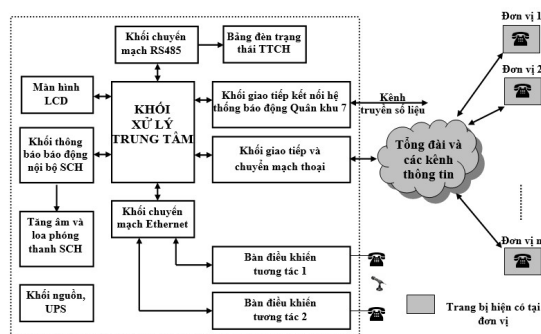 Khối chuyển
mạch RS485
Bảng đèn trạng
thái TTCH
Đơn vị 1
Màn hình
LCD
KHỐI
XỬ LÝ
TRUNG TÂM
Khối giao tiếp kết nối hệ
thống báo động Quân khu 7
Kênh
truyền số liệu
Đơn vị 2
Khối thông
báo báo động
nội bộ SCH
Khối giao tiếp và
chuyển mạch thoại
Tổng đài và
các kênh
thông tin
Tăng âm và
loa phóng
thanh SCH
Khối chuyển
mạch Ethernet
Đơn vị n
Bàn điều khiển
tương tác 1
Khối nguồn,
UPS
Bàn điều khiển
tương tác 2
Trang bị hiện có tại
đơn vị